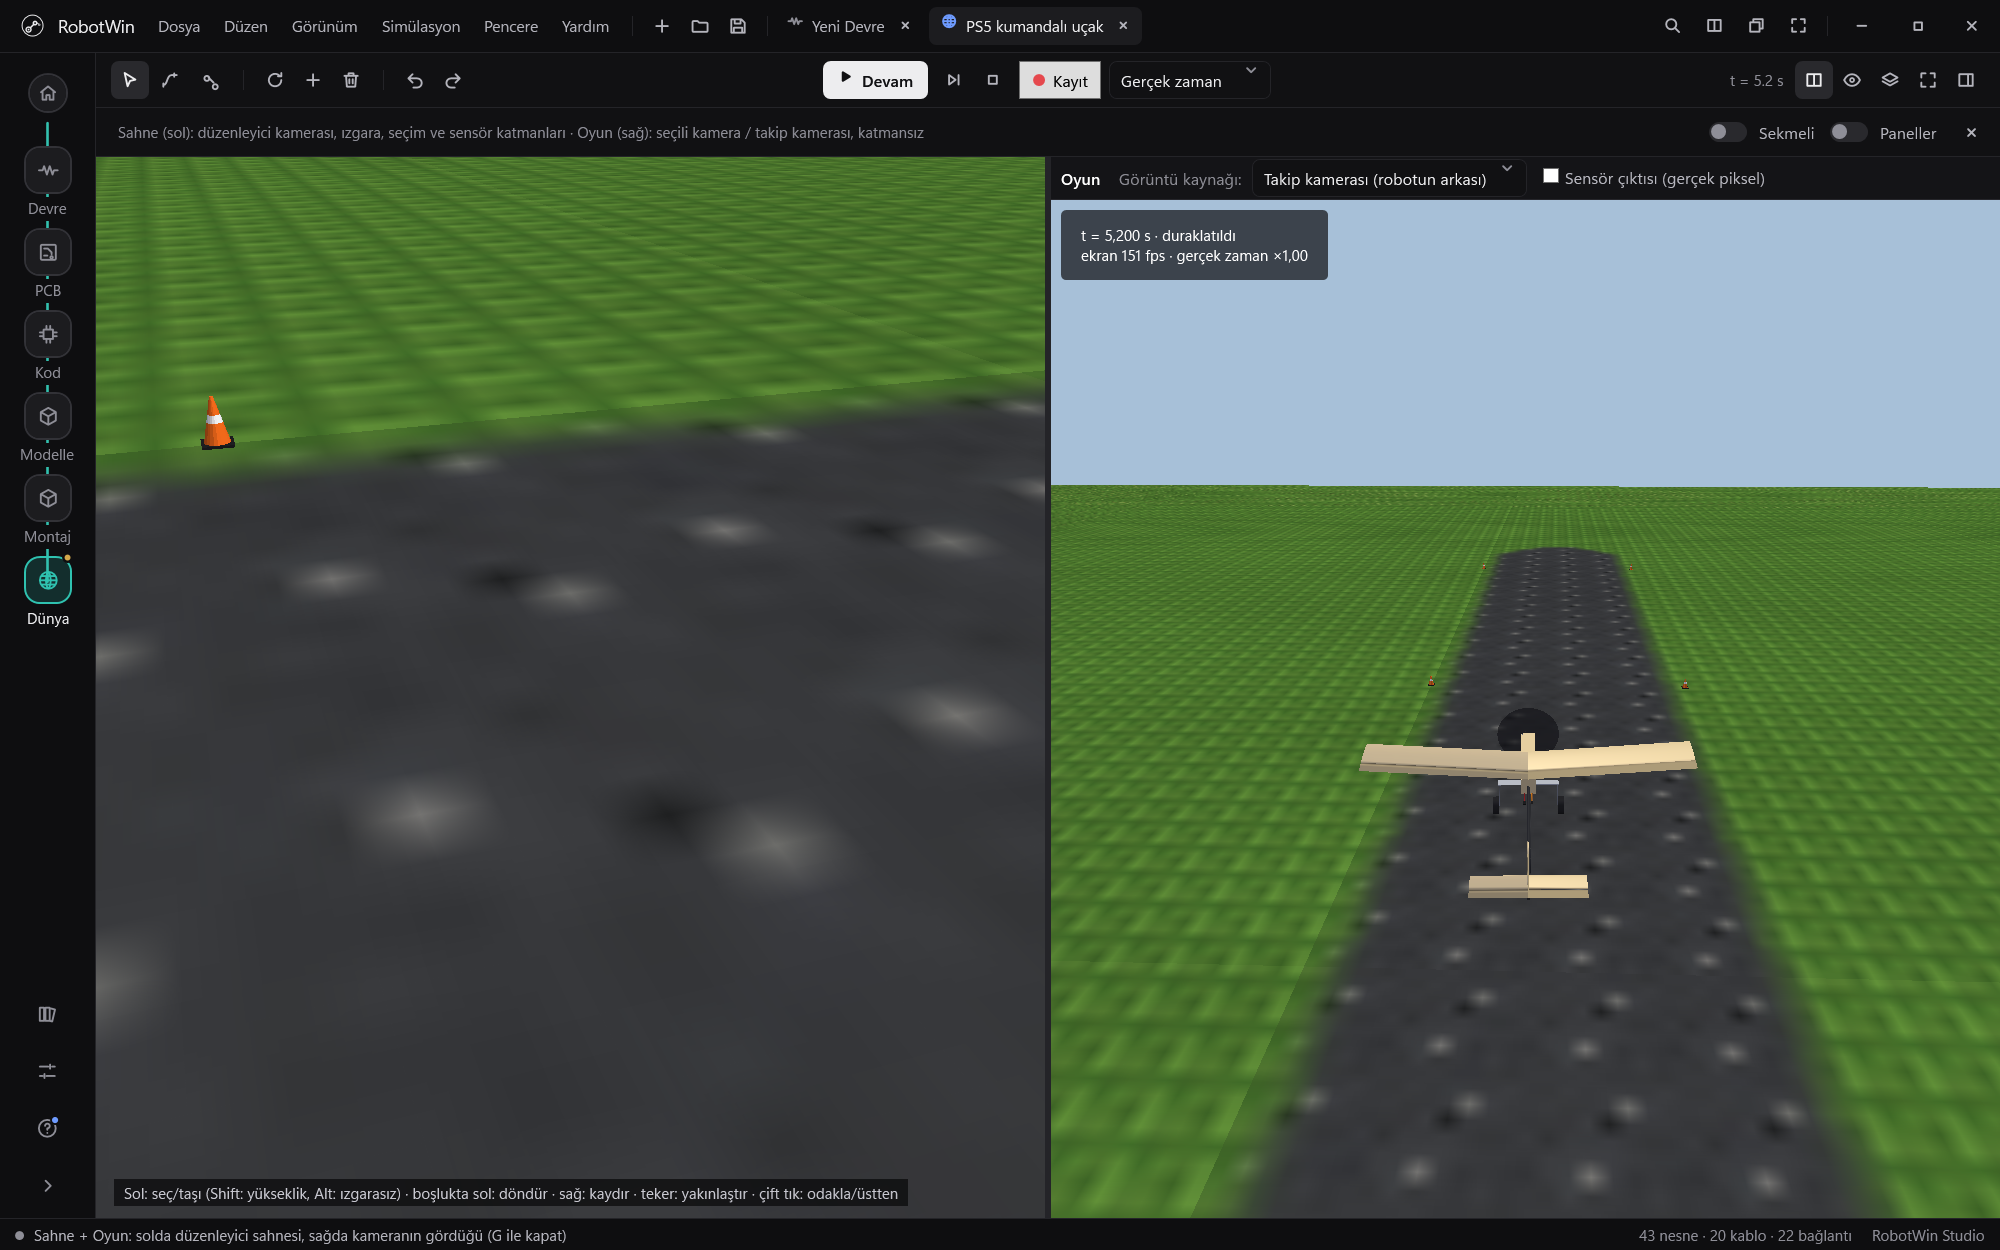 RobotWin Dosya Düzen Görünüm Simülasyon Pencere Yardım Yeni Devre PS5 kumandalı uçak
Devam Kayıt Gerçek zaman t = 5.2 s
Sahne (sol): düzenleyici kamerası, ızgara, seçim ve sensör katmanları · Oyun (sağ): seçili kamera / takip kamerası, katmansız Sekmeli Paneller
Oyun Görüntü kaynağı: Takip kamerası (robotun arkası) Sensör çıktısı (gerçek piksel)
t = 5,200 s · duraklatıldı
ekran 151 fps · gerçek zaman ×1,00
Devre
PCB
Kod
Modelle
Montaj
Dünya
Sol: seç/taşı (Shift: yükseklik, Alt: ızgarasız) · boşlukta sol: döndür · sağ: kaydır · teker: yakınlaştır · çift tık: odakla/üstten
Sahne + Oyun: solda düzenleyici sahnesi, sağda kameranın gördüğü (G ile kapat) 43 nesne · 20 kablo · 22 bağlantı RobotWin Studio